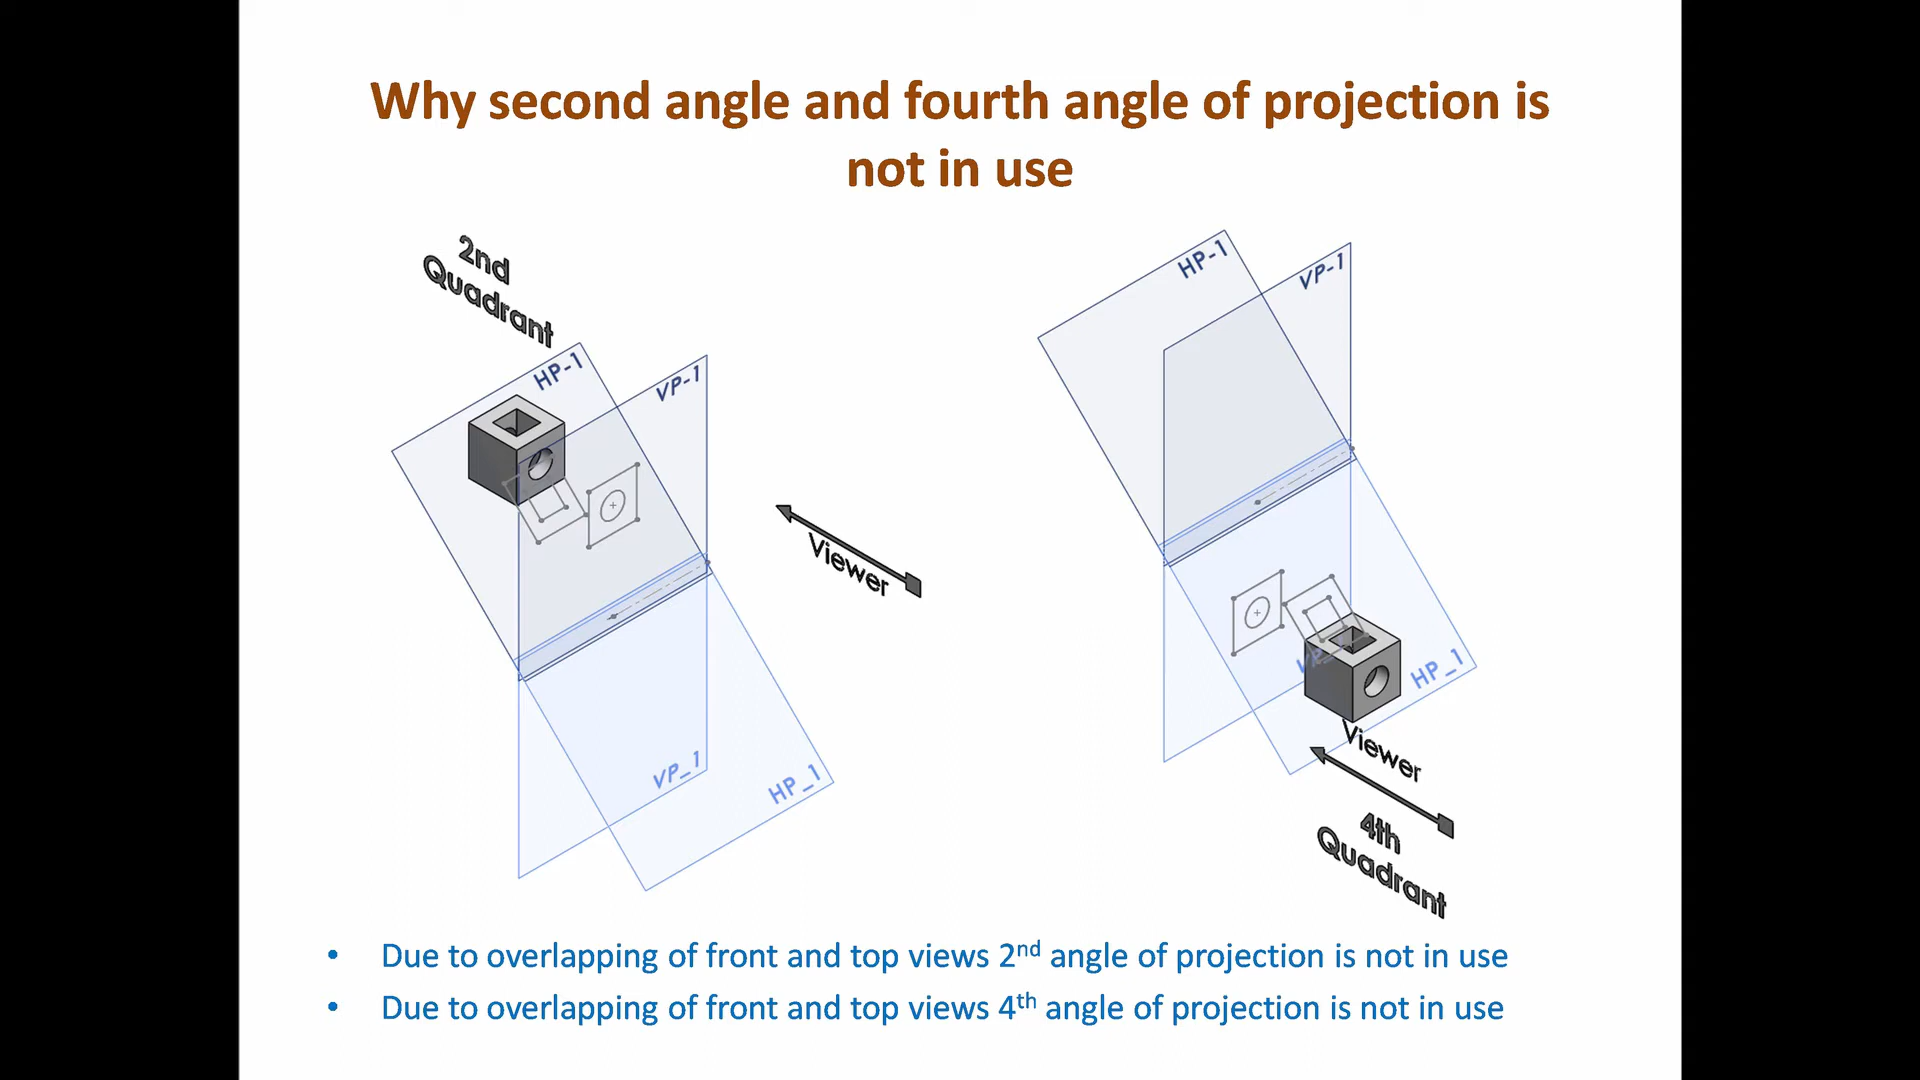 Why second angle and fourth angle of projection is
not in use
2nd
Quadrant
HP-1
VP-1
Viewer
VP_1
HP_1
HP-1
VP-1
HP_1
Viewer
4th
Quadrant
• Due to overlapping of front and top views 2nd angle of projection is not in use
• Due to overlapping of front and top views 4th angle of projection is not in use